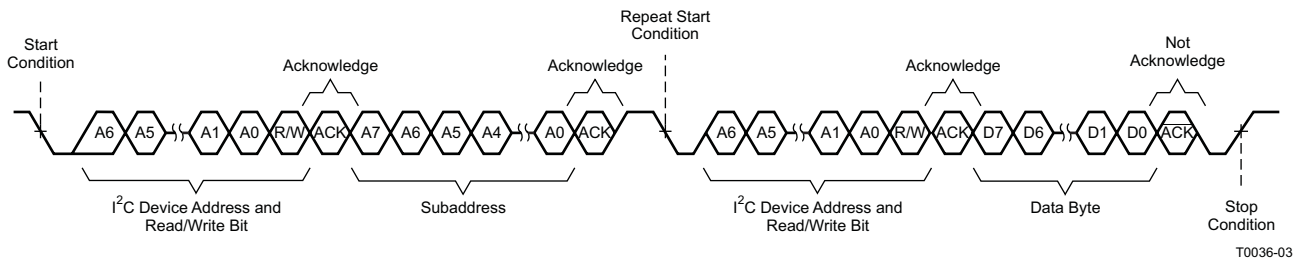 Repeat Start
Condition
Start
Condition
Acknowledge
Acknowledge
Acknowledge
Not
Acknowledge
A6 A5 A1 A0 R/W ACK A7 A6 A5 A4 A0 ACK A6 A5 A1 A0 R/W ACK D7 D6 D1 D0 ACK
I²C Device Address and
Read/Write Bit
Subaddress
I²C Device Address and
Read/Write Bit
Data Byte
Stop
Condition
T0036-03